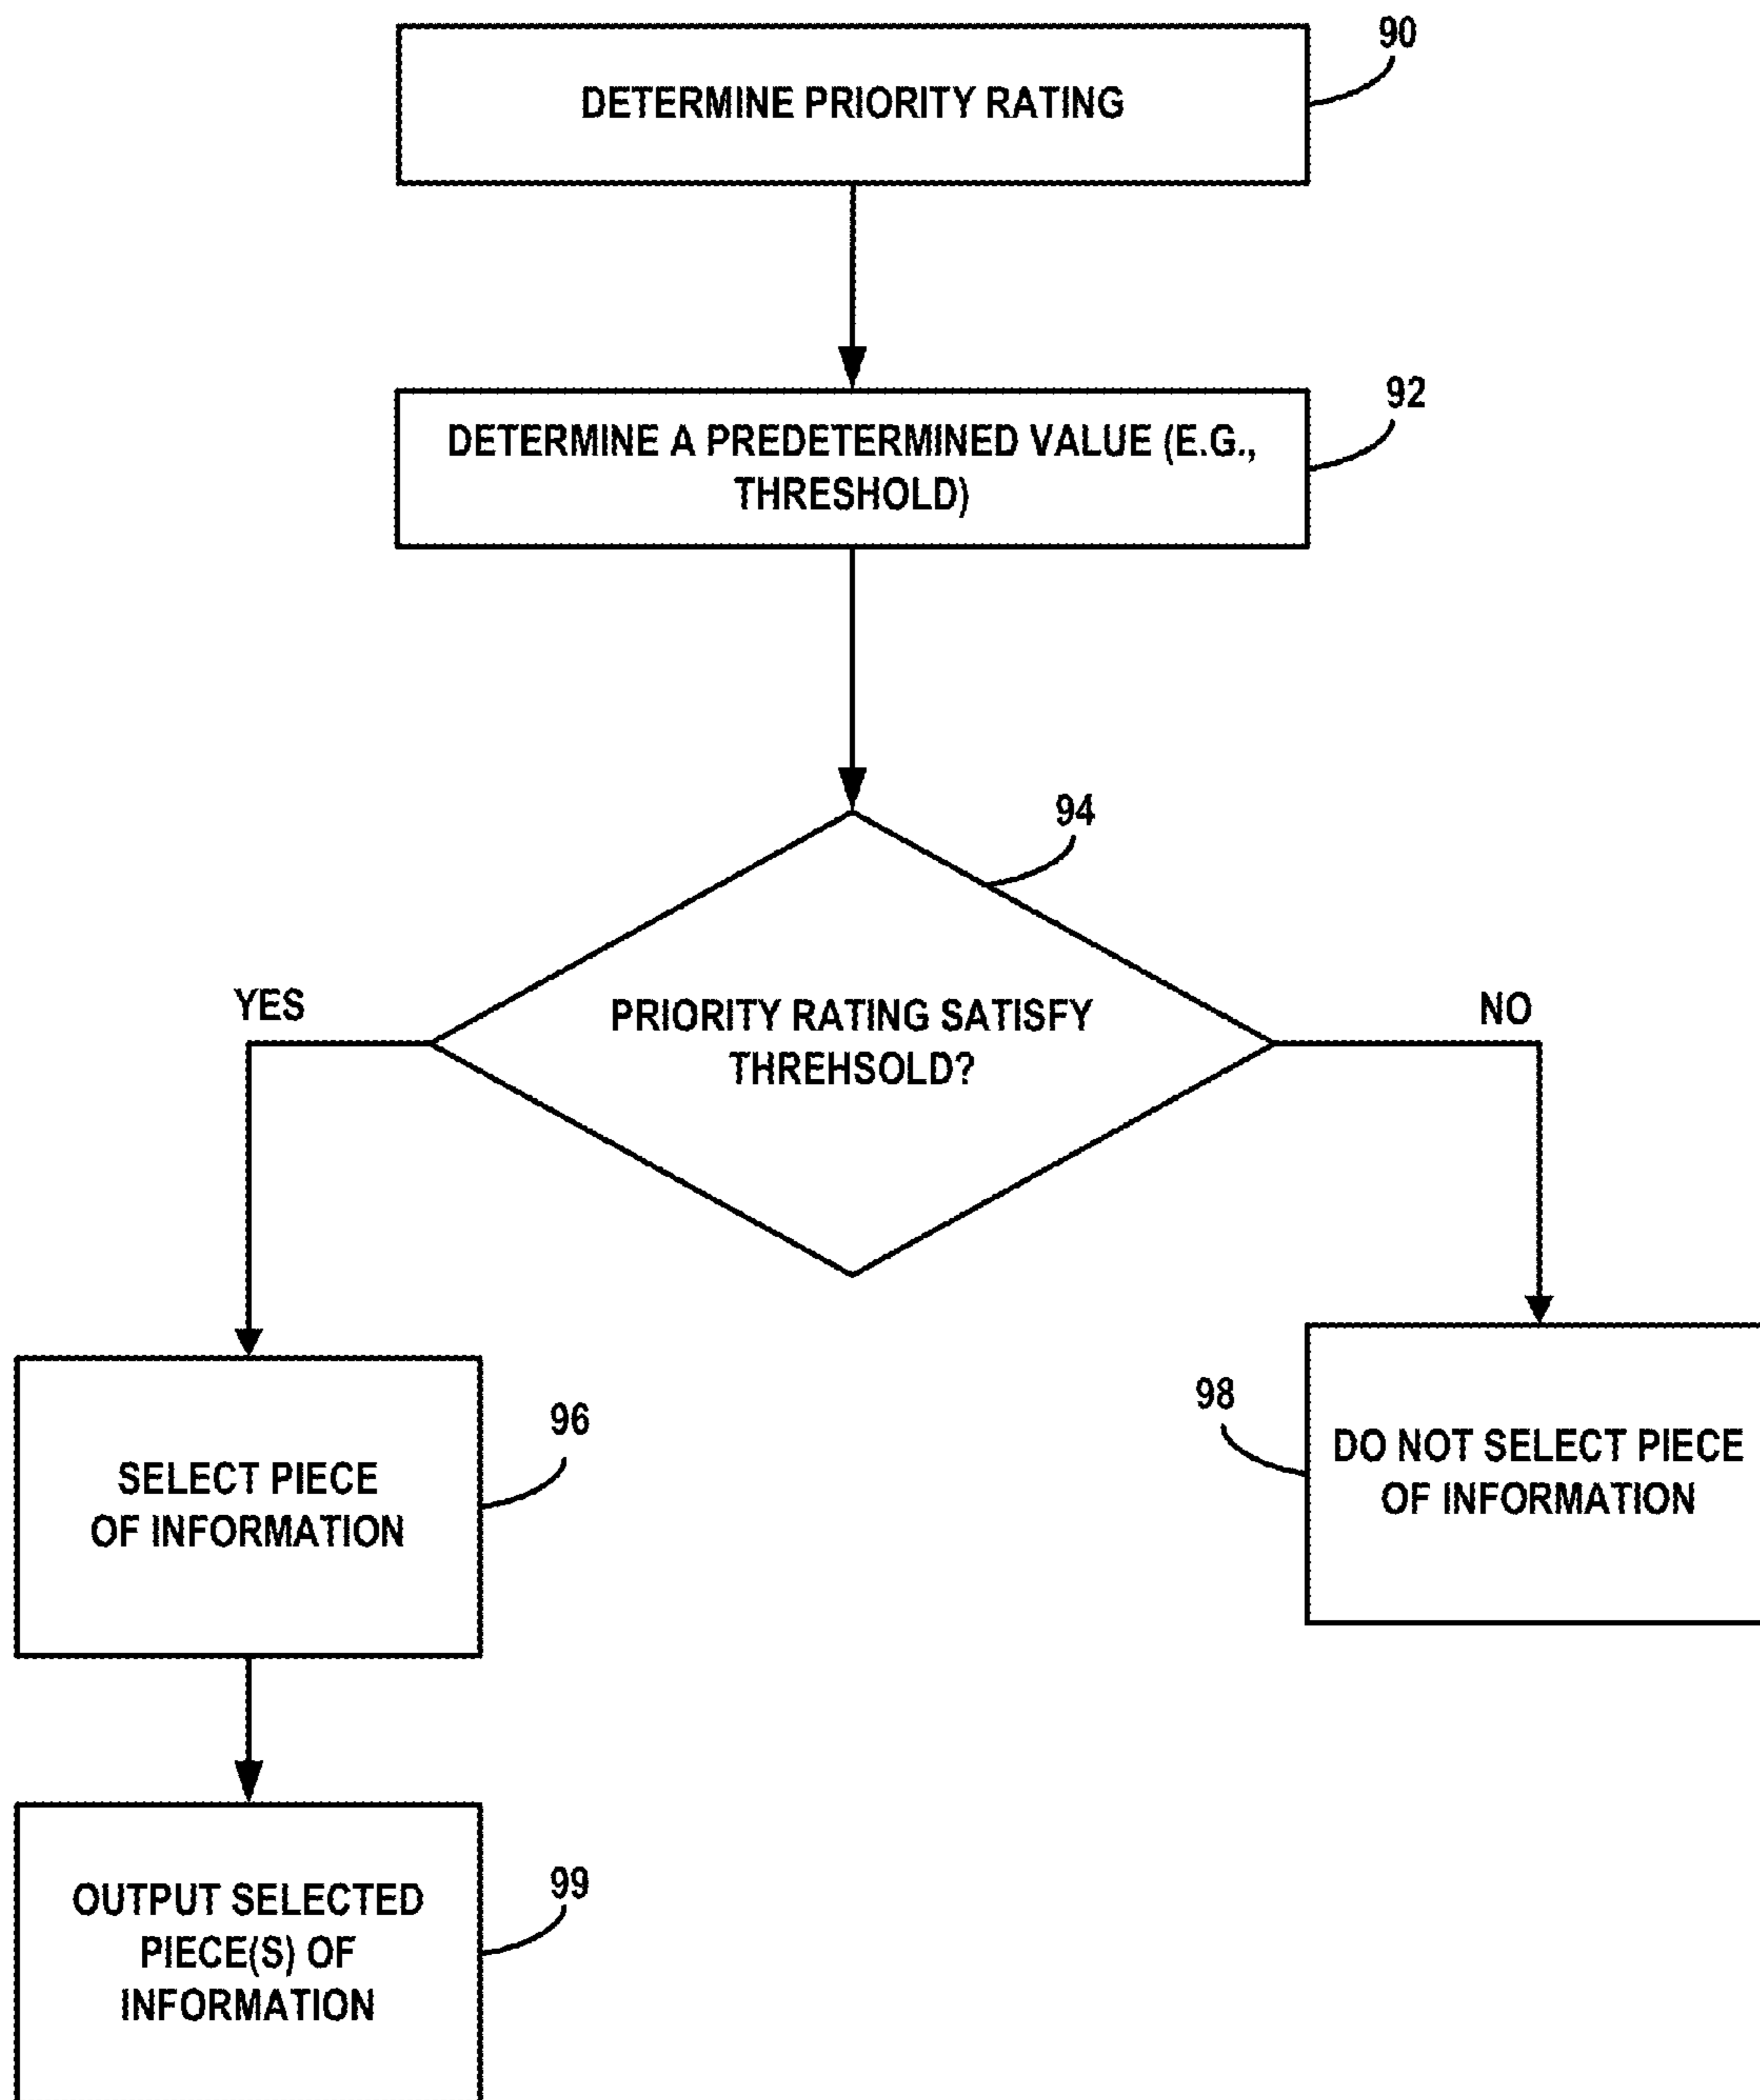 90
DETERMINE PRIORITY RATING
92
DETERMINE A PREDETERMINED VALUE (E.G.,
THRESHOLD)
94
PRIORITY RATING SATISFY
THREHSOLD?
YES
NO
96
SELECT PIECE
OF INFORMATION
98
DO NOT SELECT PIECE
OF INFORMATION
99
OUTPUT SELECTED
PIECE(S) OF
INFORMATION